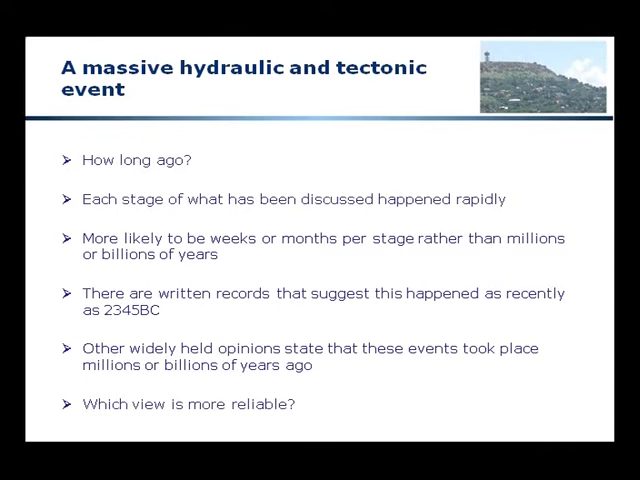 A massive hydraulic and tectonic
event
How long ago?
Each stage of what has been discussed happened rapidly
More likely to be weeks or months per stage rather than millions
or billions of years
There are written records that suggest this happened as recently
as 2345BC
Other widely held opinions state that these events took place
millions or billions of years ago
Which view is more reliable?